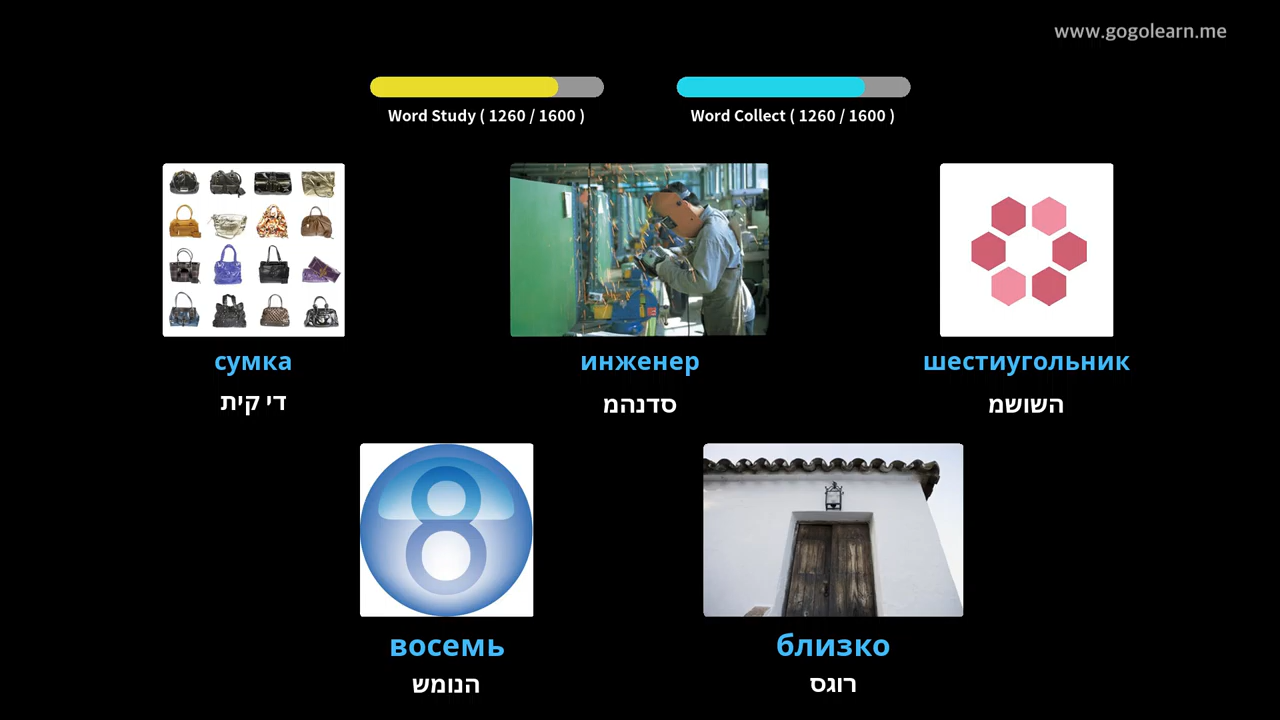 www.gogolearn.me
Word Study ( 1260 / 1600 )
Word Collect ( 1260 / 1600 )
сумка
די קית
инженер
סדנהמ
шестиугольник
השושמ
8
восемь
הנומש
близко
רוגס